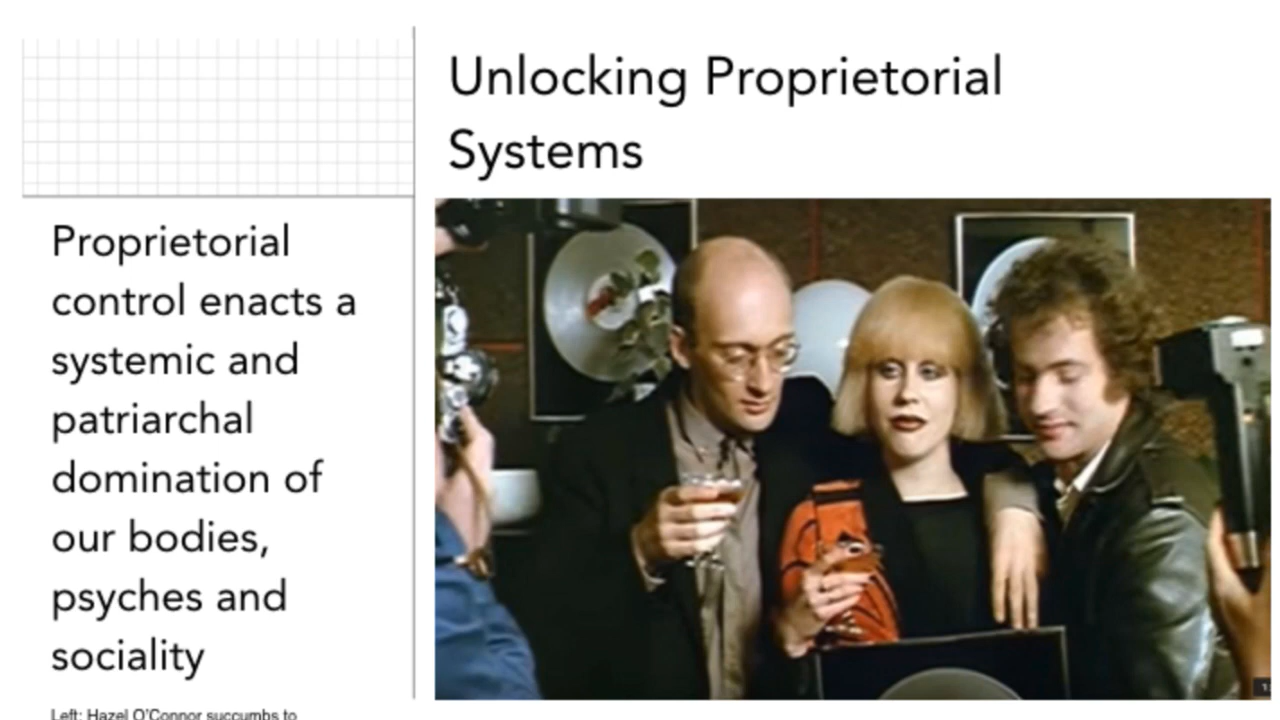 Unlocking Proprietorial
Systems
Proprietorial
control enacts a
systemic and
patriarchal
domination of
our bodies,
psyches and
sociality
Left: Hazel O'Connor succumbs to